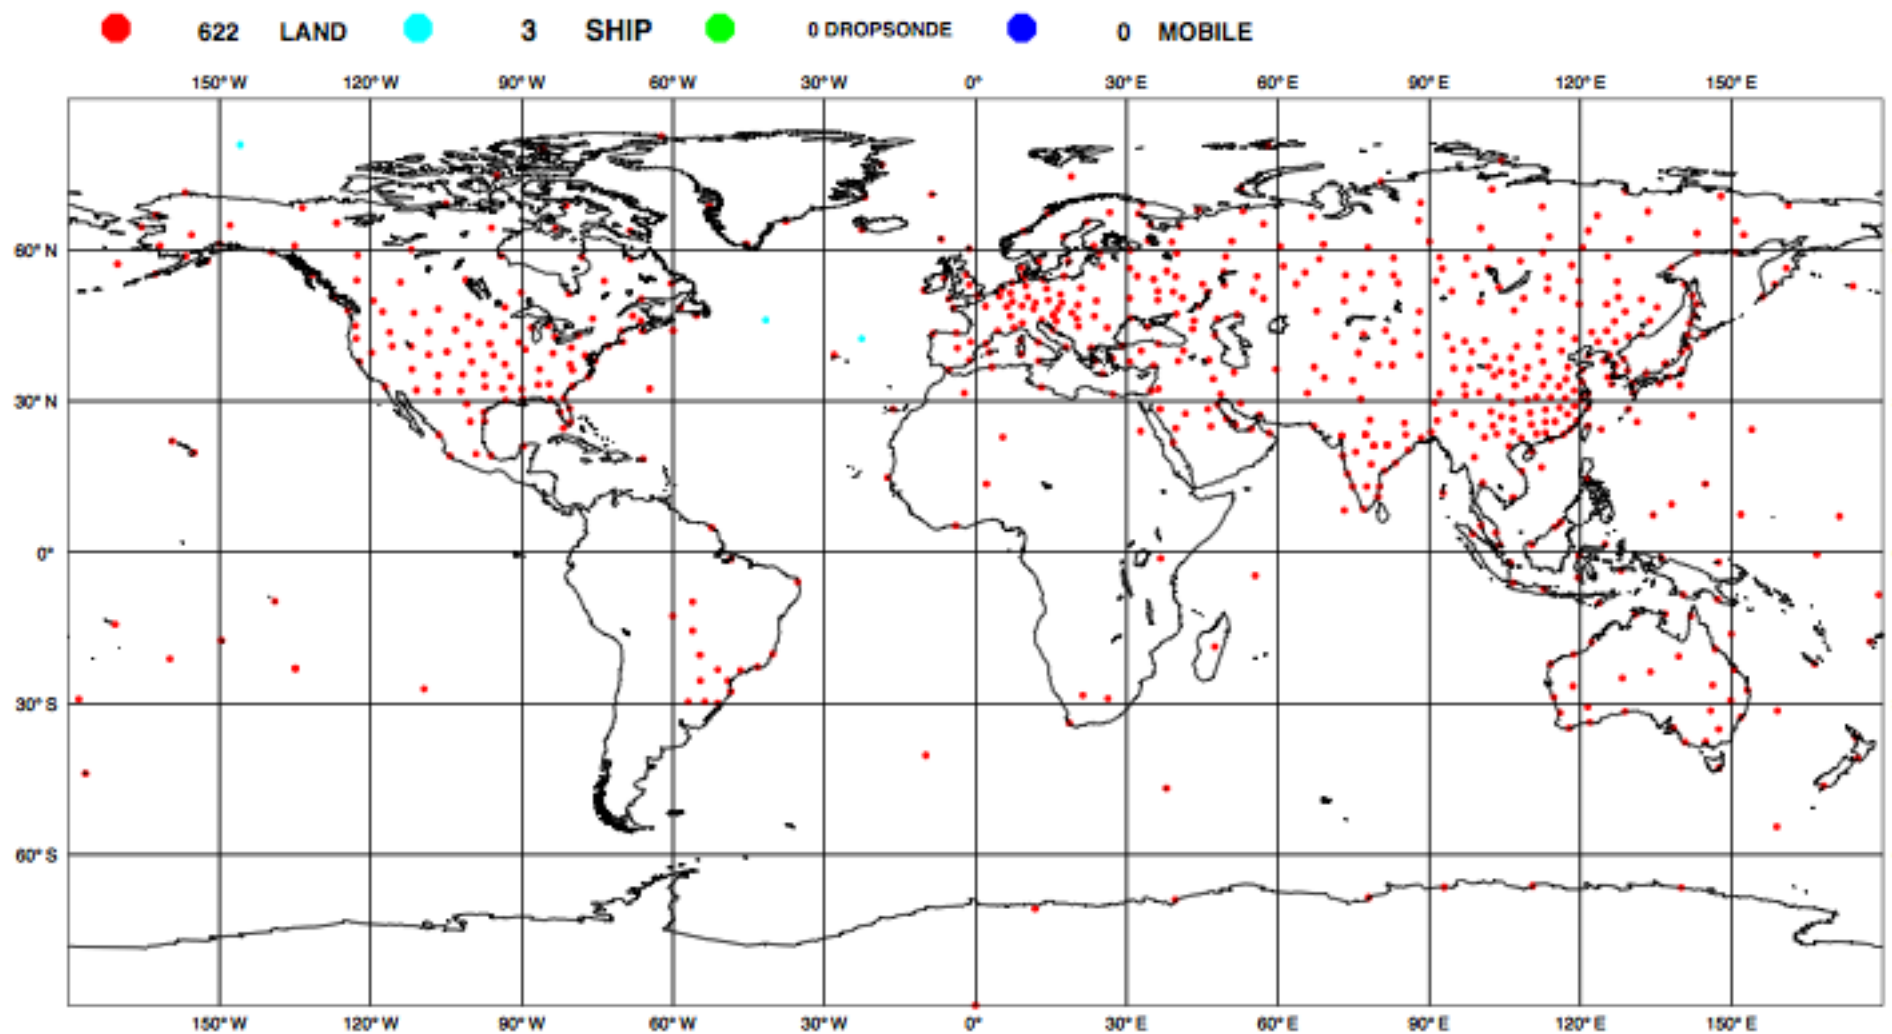 622 LAND 3 SHIP 0 DROPSONDE 0 MOBILE
150° W 120° W 90° W 60° W 30° W 0° 30° E 60° E 90° E 120° E 150° E
60° N
30° N
0°
30° S
60° S
150° W 120° W 90° W 60° W 30° W 0° 30° E 60° E 90° E 120° E 150° E